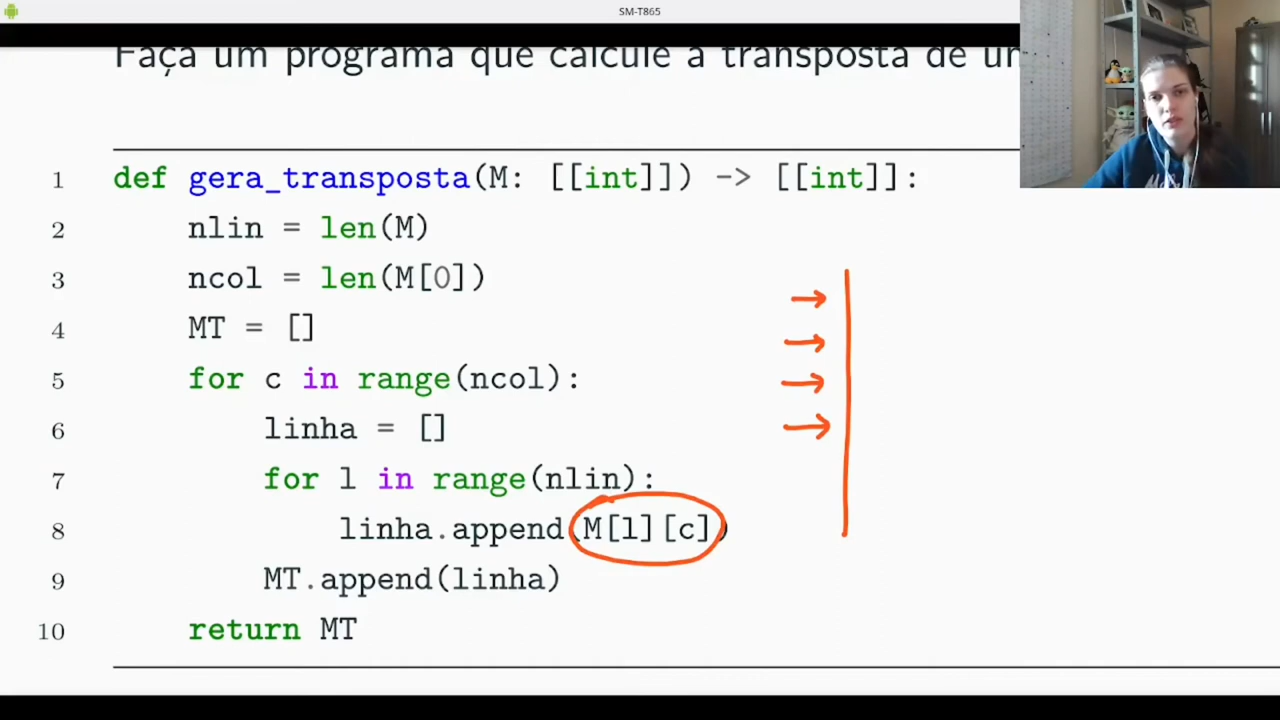 SM-T865
Faça um programa que calcule a transposta de
1 def gera_transposta(M: [[int]]) -> [[int]]:
2 nlin = len(M)
3 ncol = len(M[0])
4 MT = []
5 for c in range(ncol):
6 linha = []
7 for l in range(nlin):
8 linha.append(M[l][c])
9 MT.append(linha)
10 return MT